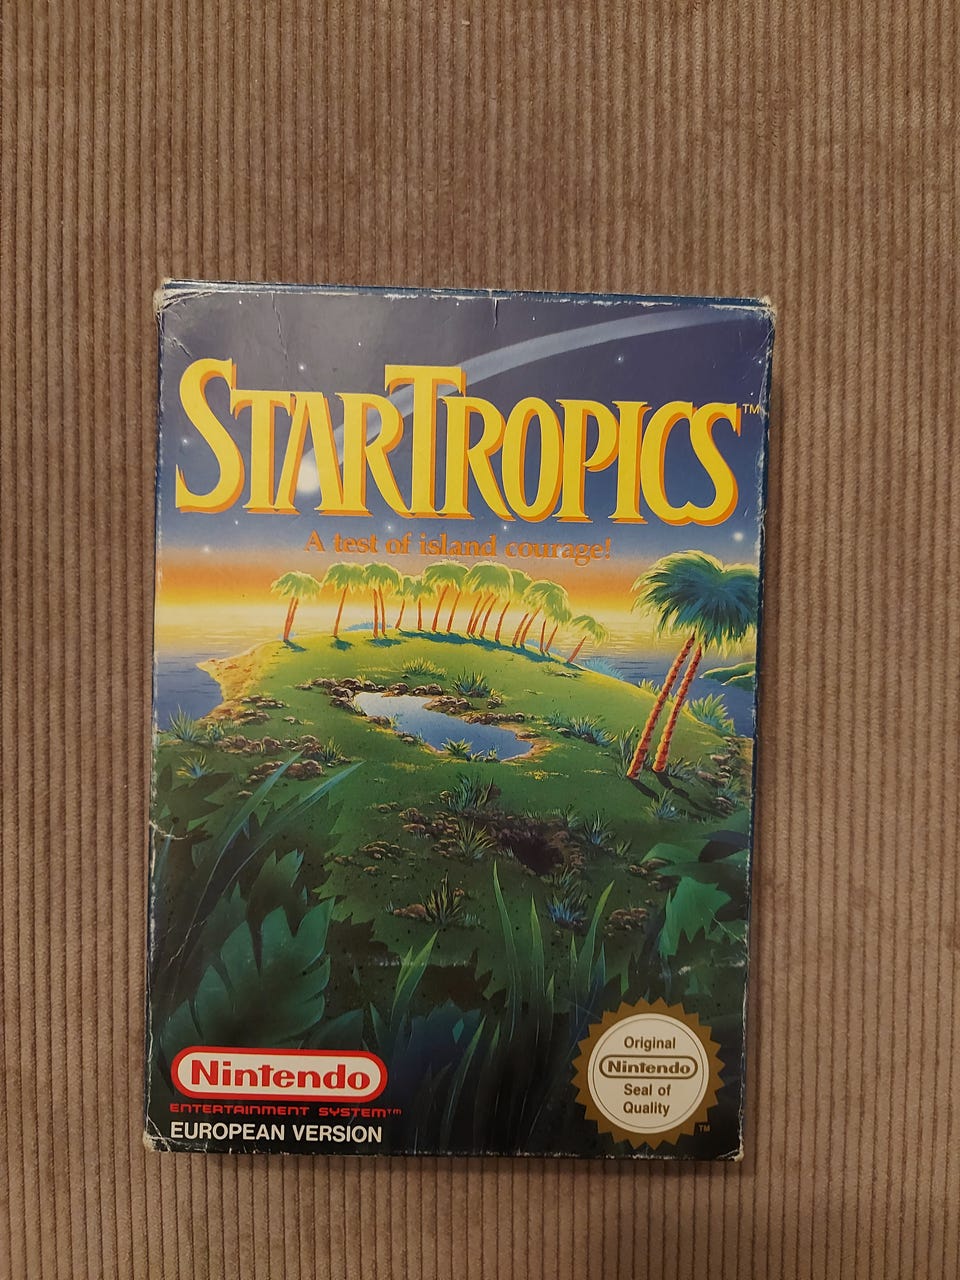 STARTROPICS™
A test of island courage!
Nintendo
ENTERTAINMENT SYSTEM™
EUROPEAN VERSION
Original
Nintendo
Seal of
Quality
TM